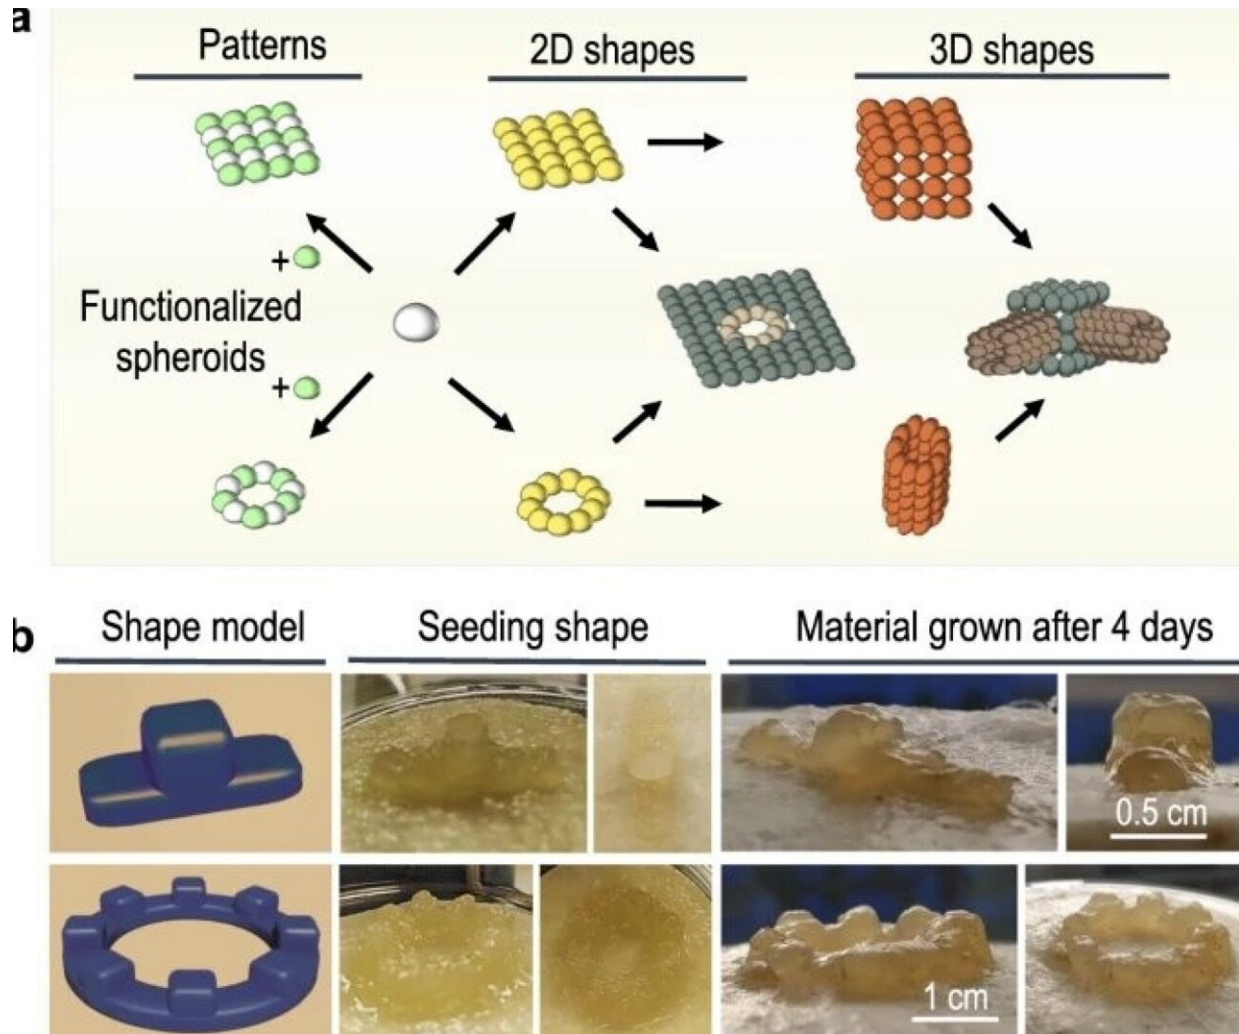 a
Patterns
2D shapes
3D shapes
+
Functionalized
spheroids
+
b
Shape model
Seeding shape
Material grown after 4 days
0.5 cm
1 cm